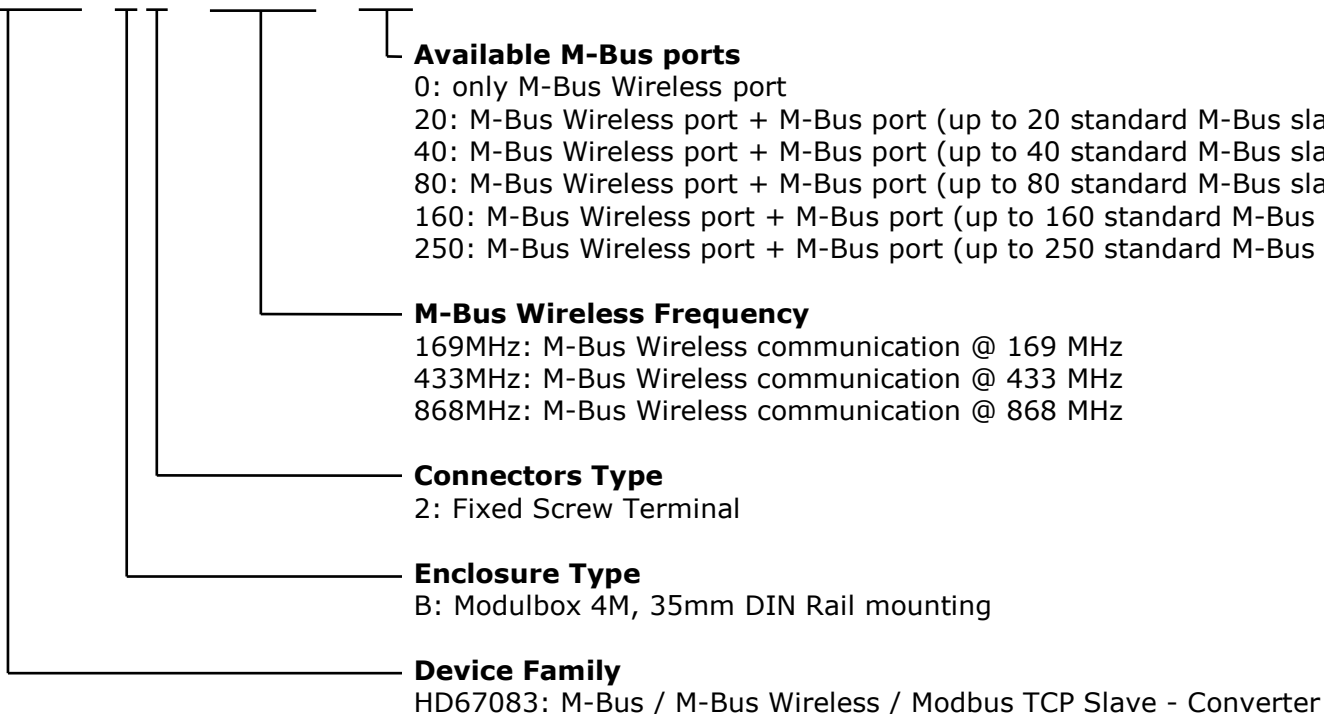 Available M-Bus ports
0: only M-Bus Wireless port
20: M-Bus Wireless port + M-Bus port (up to 20 standard M-Bus
40: M-Bus Wireless port + M-Bus port (up to 40 standard M-Bus
80: M-Bus Wireless port + M-Bus port (up to 80 standard M-Bus
160: M-Bus Wireless port + M-Bus port (up to 160 standard M-Bus
250: M-Bus Wireless port + M-Bus port (up to 250 standard M-Bus
M-Bus Wireless Frequency
169MHz: M-Bus Wireless communication @ 169 MHz
433MHz: M-Bus Wireless communication @ 433 MHz
868MHz: M-Bus Wireless communication @ 868 MHz
Connectors Type
2: Fixed Screw Terminal
Enclosure Type
B: Modulbox 4M, 35mm DIN Rail mounting
Device Family
HD67083: M-Bus / M-Bus Wireless / Modbus TCP Slave - Converter